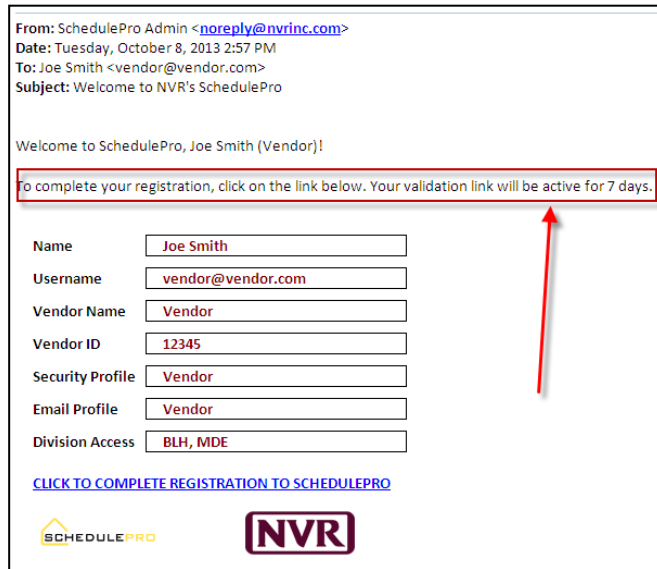 From: SchedulePro Admin <noreply@nvrinc.com>
Date: Tuesday, October 8, 2013 2:57 PM
To: Joe Smith <vendor@vendor.com>
Subject: Welcome to NVR's SchedulePro
Welcome to SchedulePro, Joe Smith (Vendor)!
To complete your registration, click on the link below. Your validation link will be active for 7 days.
Name Joe Smith
Username vendor@vendor.com
Vendor Name Vendor
Vendor ID 12345
Security Profile Vendor
Email Profile Vendor
Division Access BLH, MDE
CLICK TO COMPLETE REGISTRATION TO SCHEDULEPRO
SCHEDULEPRO NVR